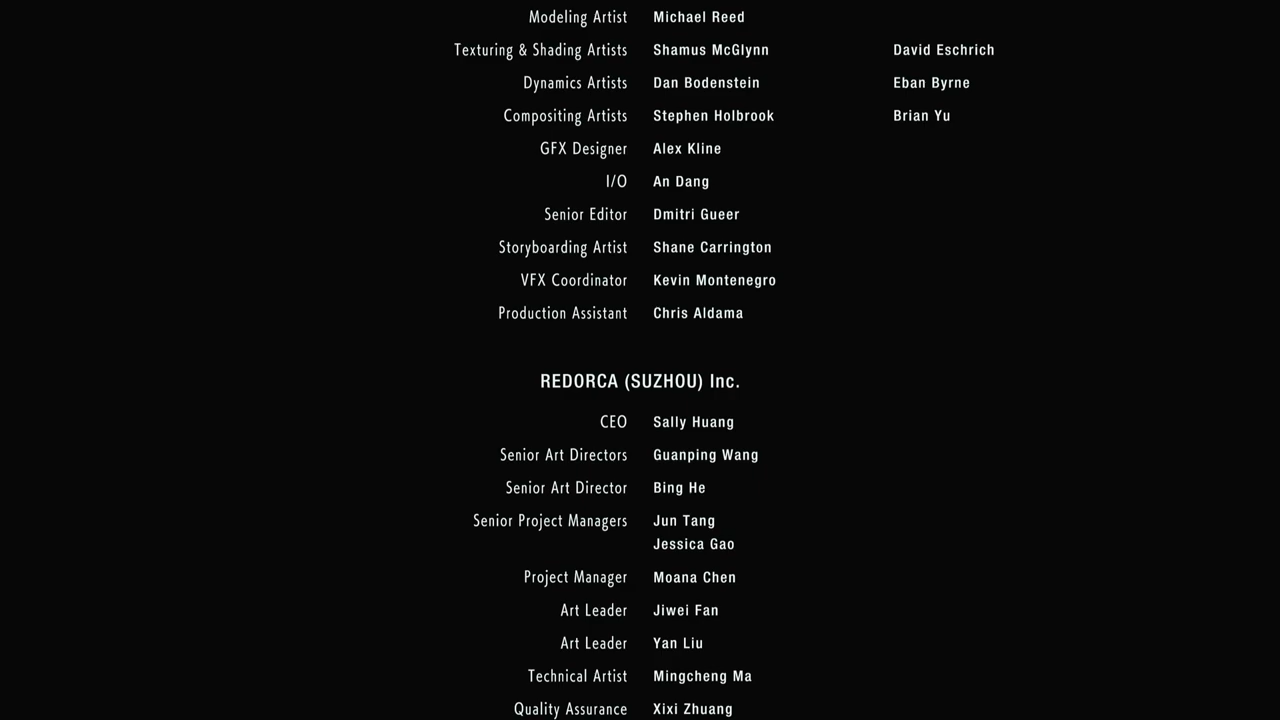 Modeling Artist Michael Reed
Texturing & Shading Artists Shamus McGlynn David Eschrich
Dynamics Artists Dan Bodenstein Eban Byrne
Compositing Artists Stephen Holbrook Brian Yu
GFX Designer Alex Kline
I/O An Dang
Senior Editor Dmitri Gueer
Storyboarding Artist Shane Carrington
VFX Coordinator Kevin Montenegro
Production Assistant Chris Aldama
REDORCA (SUZHOU) Inc.
CEO Sally Huang
Senior Art Directors Guanping Wang
Senior Art Director Bing He
Senior Project Managers Jun Tang
Jessica Gao
Project Manager Moana Chen
Art Leader Jiwei Fan
Art Leader Yan Liu
Technical Artist Mingcheng Ma
Quality Assurance Xixi Zhuang